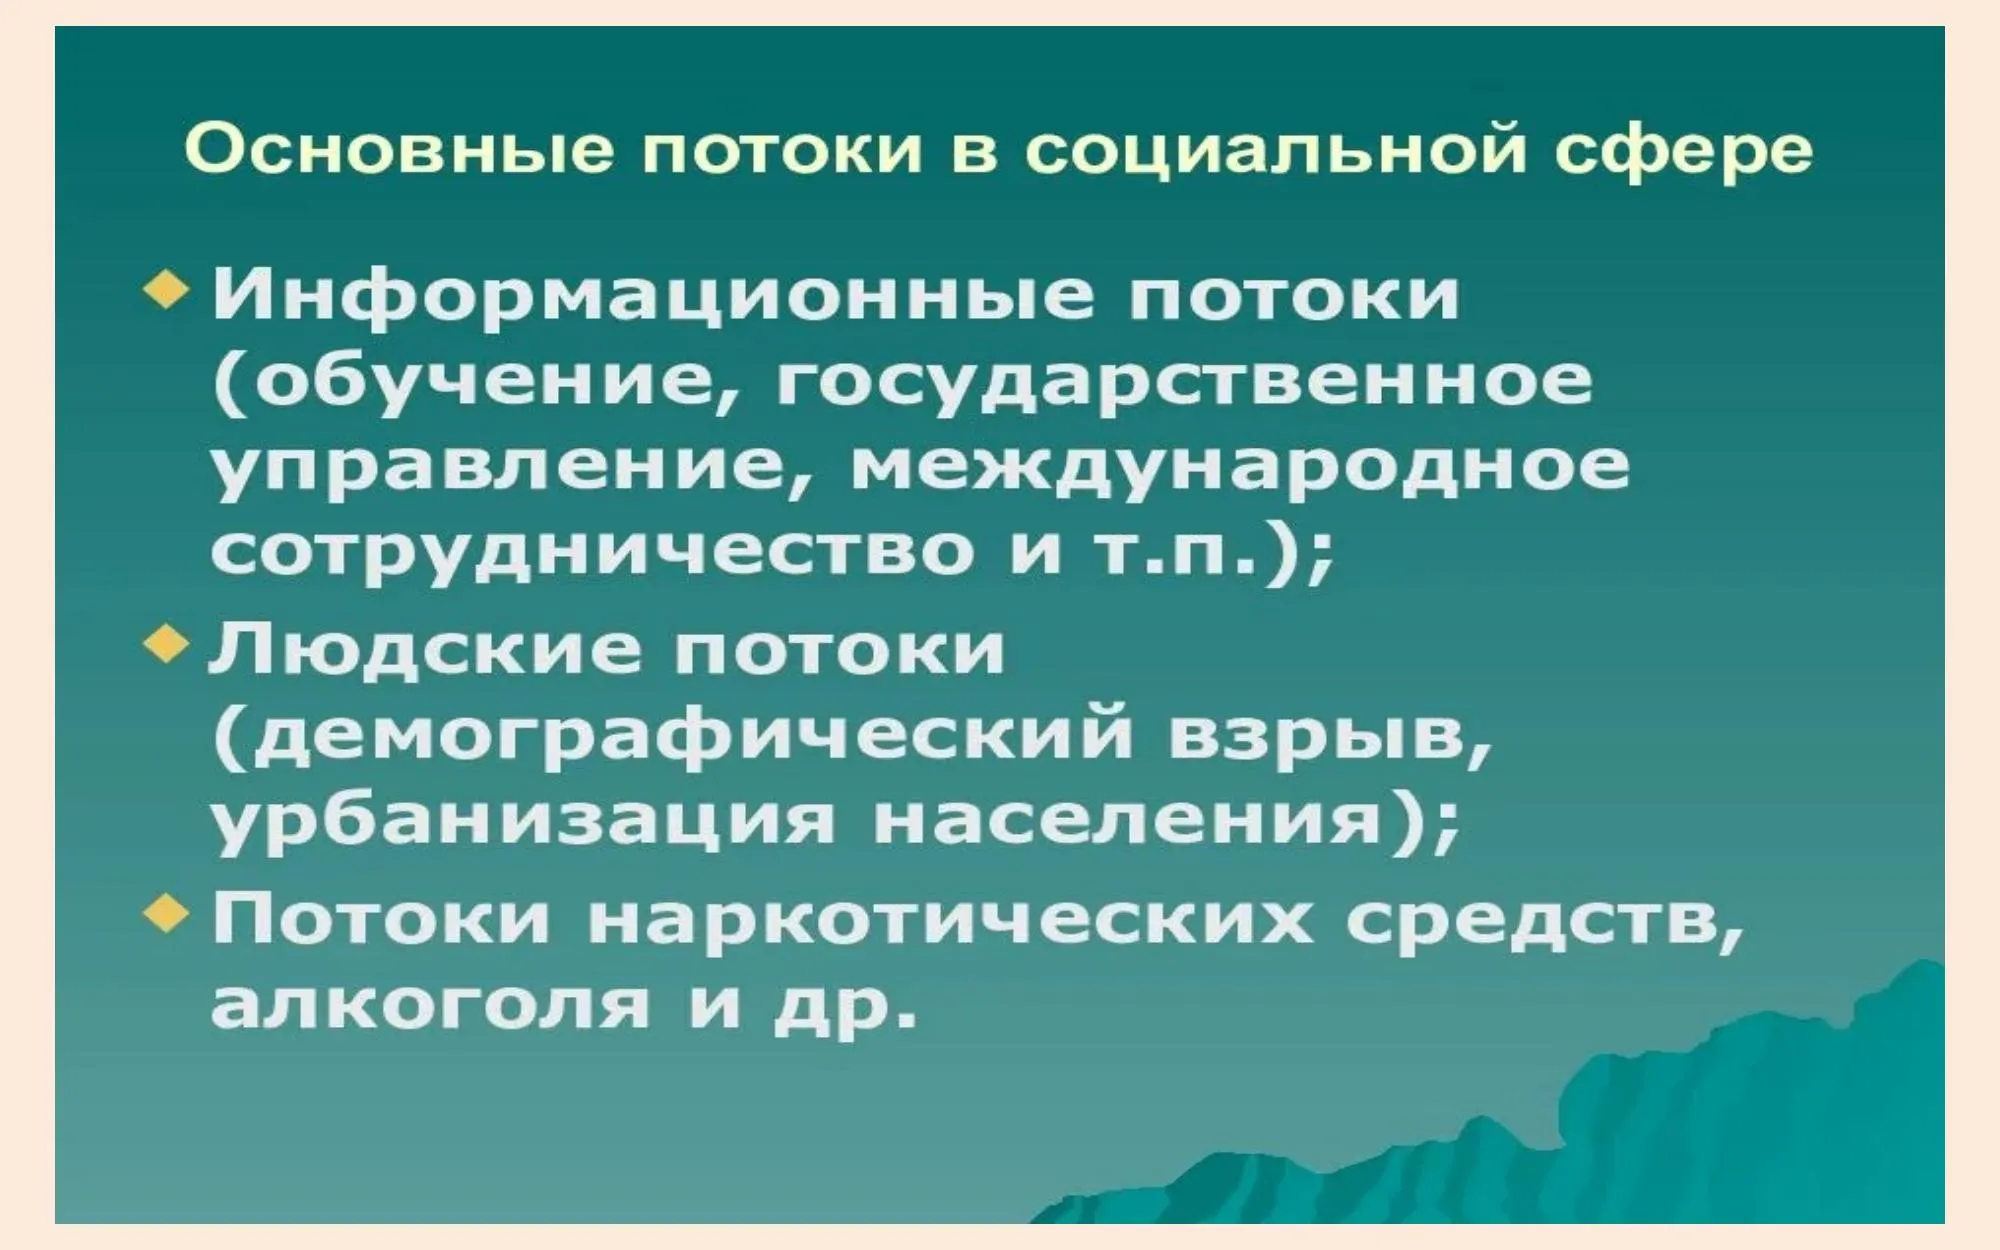 Основные потоки в социальной сфере
Информационные потоки
(обучение, государственное
управление, международное
сотрудничество и т.п.);
Людские потоки
(демографический взрыв,
урбанизация населения);
Потоки наркотических средств,
алкоголя и др.